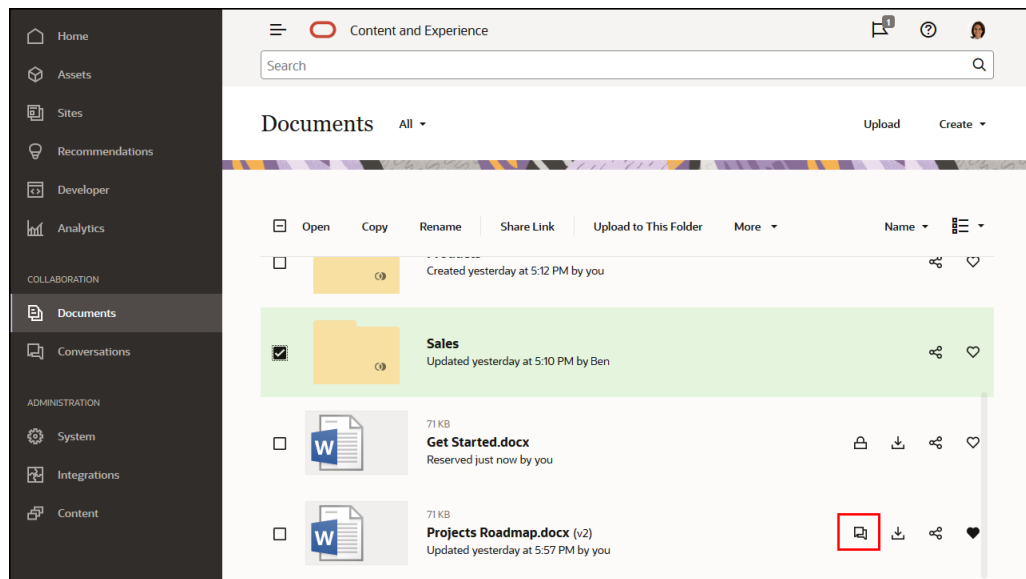 Home
Assets
Sites
Recommendations
Developer
Analytics
COLLABORATION
Documents
Conversations
ADMINISTRATION
System
Integrations
Content
Content and Experience
1
Search
Documents All
Upload Create
Open Copy Rename Share Link Upload to This Folder More Name
Created yesterday at 5:12 PM by you
Sales
Updated yesterday at 5:10 PM by Ben
71 KB
W
Get Started.docx
Reserved just now by you
71 KB
W
Projects Roadmap.docx (v2)
Updated yesterday at 5:57 PM by you